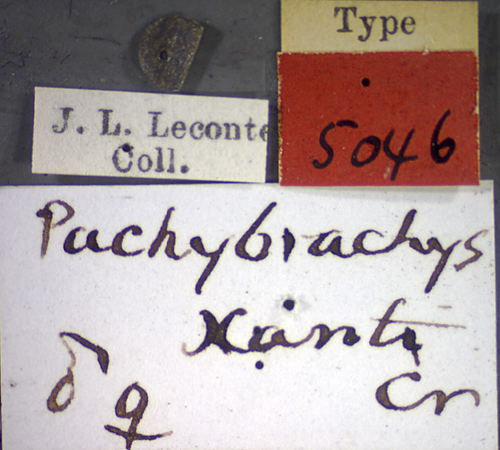 Type
5046
J. L. Leconte
Coll.
Pachybrachys
Xanti
♂ ♀ Cr